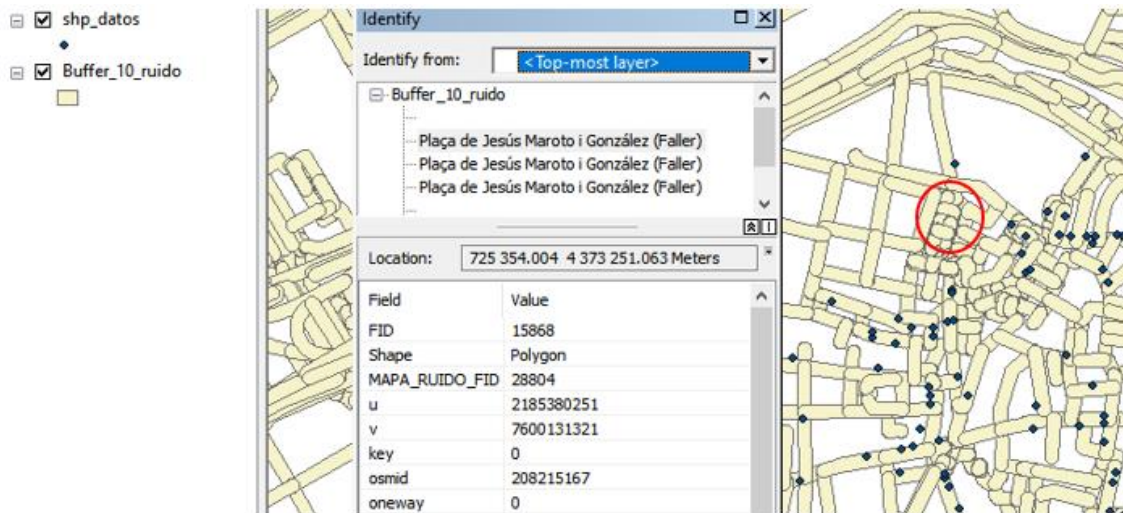 shp_datos
Buffer_10_ruido
Identify
Identify from: <Top-most layer>
Buffer_10_ruido
Plaça de Jesús Maroto i González (Faller)
Plaça de Jesús Maroto i González (Faller)
Plaça de Jesús Maroto i González (Faller)
Location: 725 354.004 4 373 251.063 Meters
Field Value
FID 15868
Shape Polygon
MAPA_RUIDO_FID 28804
u 2185380251
v 7600131321
key 0
osmid 208215167
oneway 0